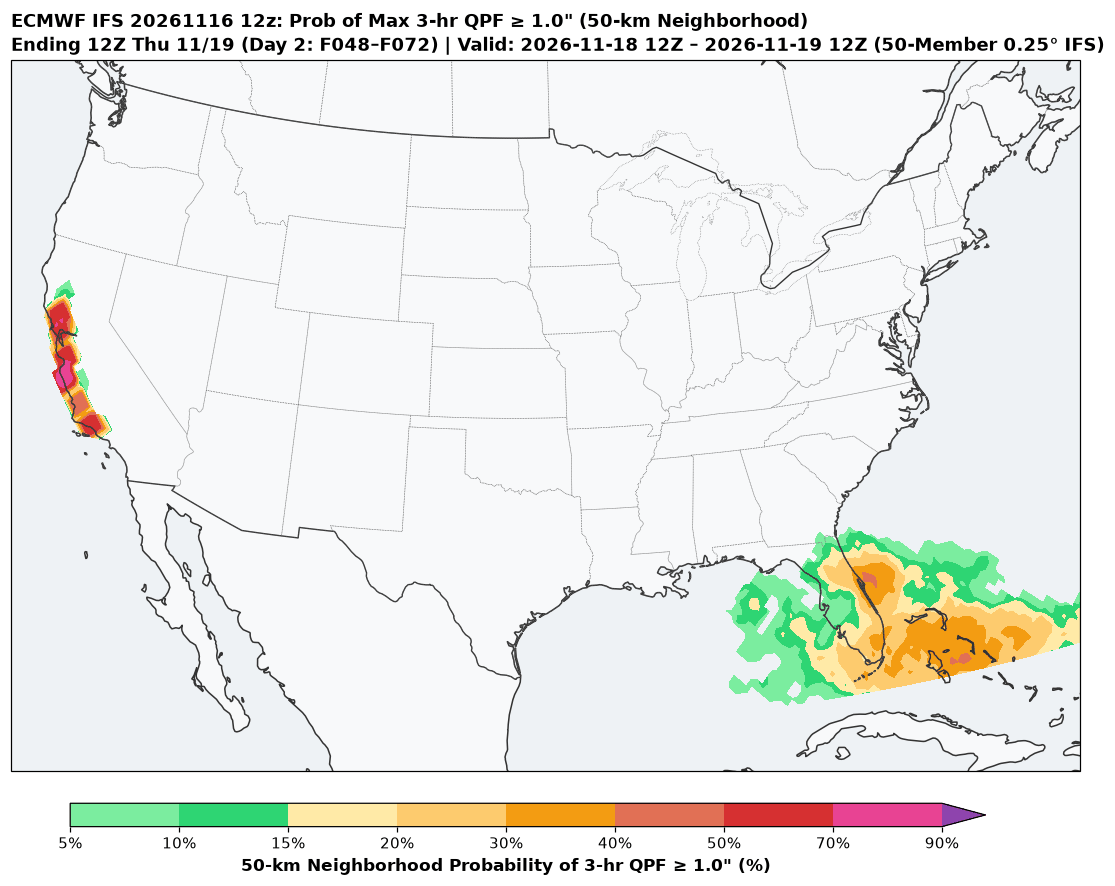 ECMWF IFS 20261116 12z: Prob of Max 3-hr QPF ≥ 1.0" (50-km Neighborhood)
Ending 12Z Thu 11/19 (Day 2: F048–F072) | Valid: 2026-11-18 12Z – 2026-11-19 12Z (50-Member 0.25° IFS)
5% 10% 15% 20% 30% 40% 50% 70% 90%
50-km Neighborhood Probability of 3-hr QPF ≥ 1.0" (%)